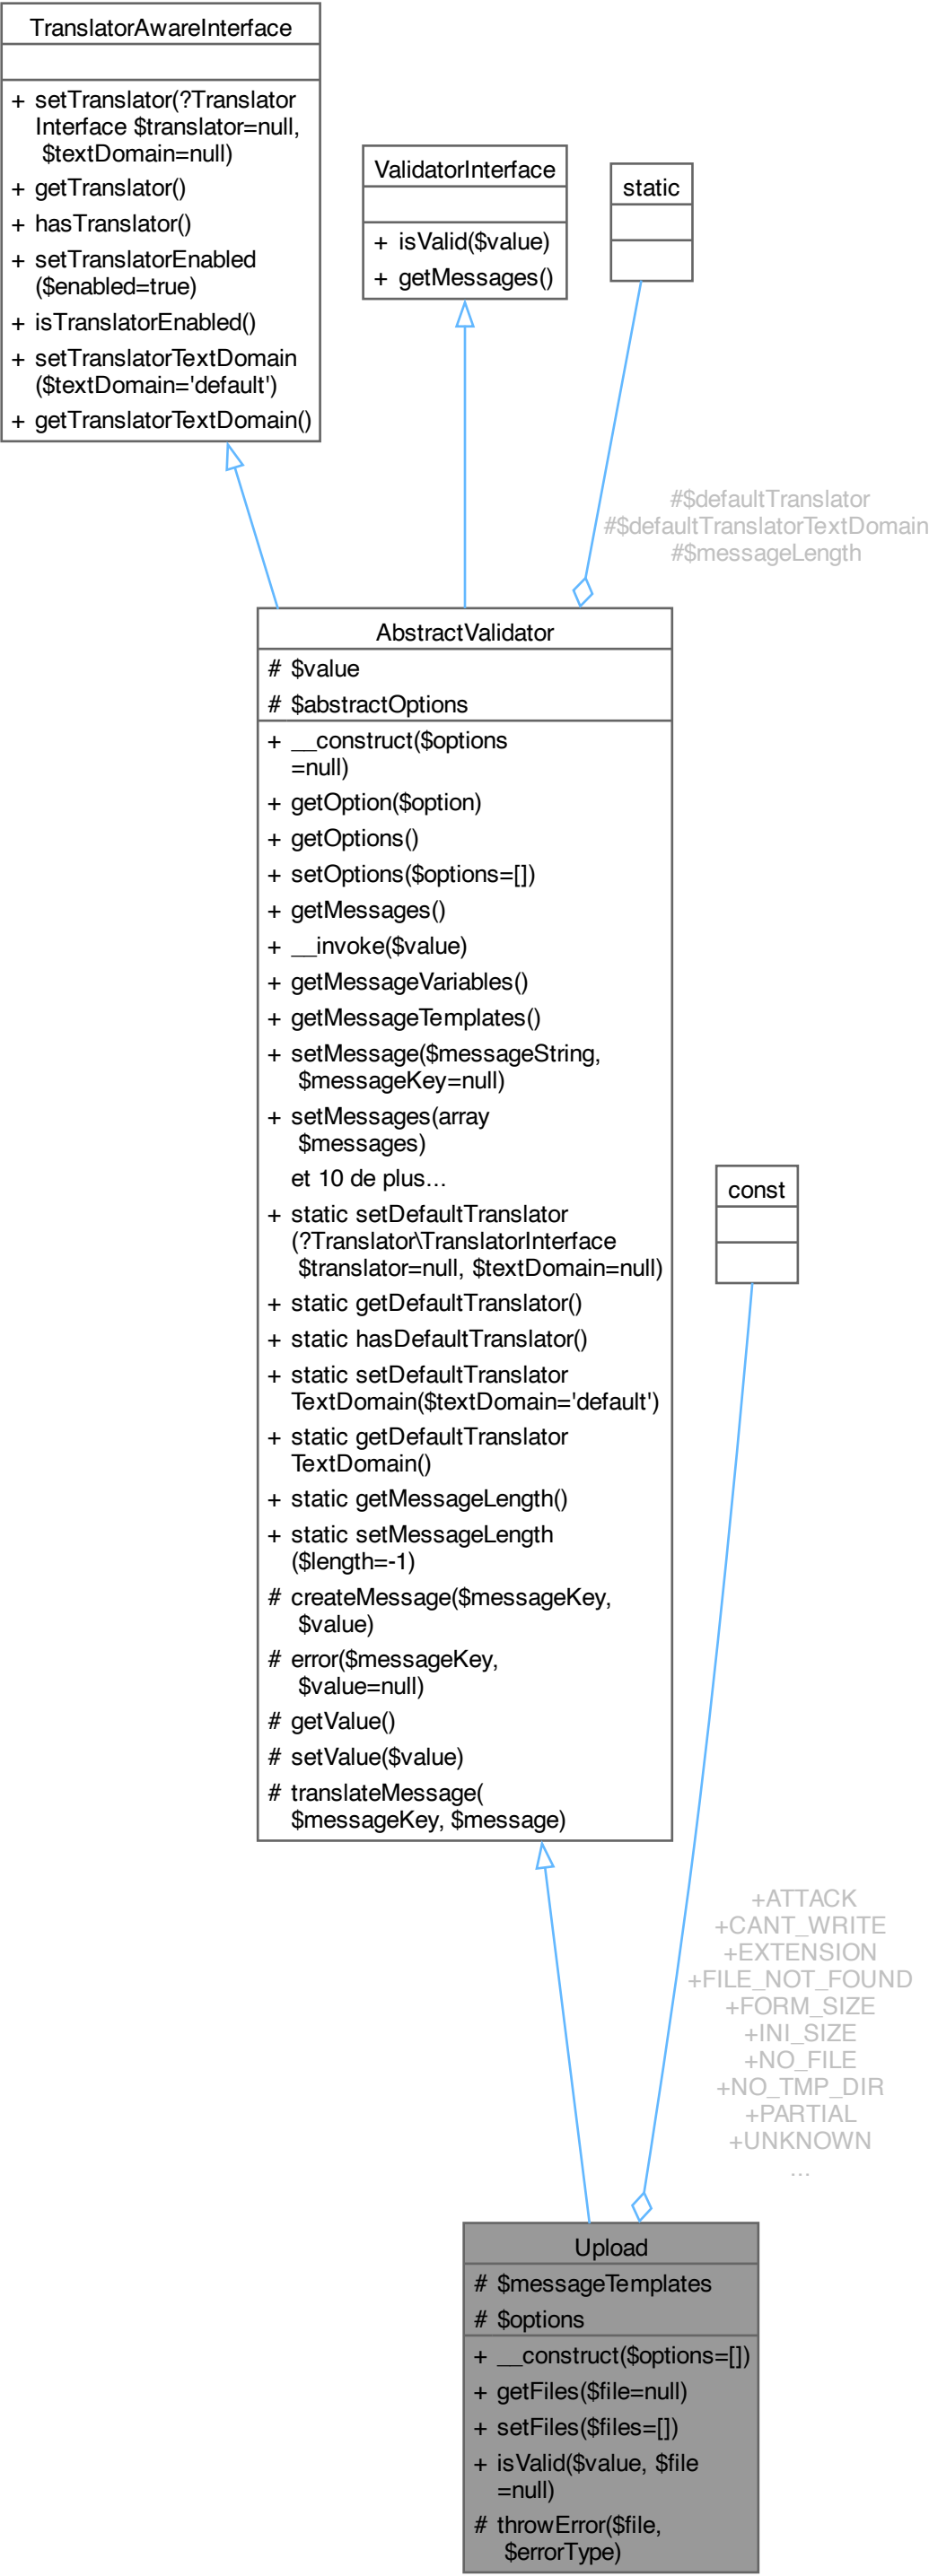 TranslatorAwareInterface
+ setTranslator(?Translator
Interface $translator=null,
$textDomain=null)
+ getTranslator()
+ hasTranslator()
+ setTranslatorEnabled
($enabled=true)
+ isTranslatorEnabled()
+ setTranslatorTextDomain
($textDomain='default')
+ getTranslatorTextDomain()
ValidatorInterface
+ isValid($value)
+ getMessages()
static
#$defaultTranslator
#$defaultTranslatorTextDomain
#$messageLength
AbstractValidator
# $value
# $abstractOptions
+ __construct($options
=null)
+ getOption($option)
+ getOptions()
+ setOptions($options=[])
+ getMessages()
+ __invoke($value)
+ getMessageVariables()
+ getMessageTemplates()
+ setMessage($messageString,
$messageKey=null)
+ setMessages(array
$messages)
et 10 de plus...
+ static setDefaultTranslator
(?Translator\TranslatorInterface
$translator=null, $textDomain=null)
+ static getDefaultTranslator()
+ static hasDefaultTranslator()
+ static setDefaultTranslator
TextDomain($textDomain='default')
+ static getDefaultTranslator
TextDomain()
+ static getMessageLength()
+ static setMessageLength
($length=-1)
# createMessage($messageKey,
$value)
# error($messageKey,
$value=null)
# getValue()
# setValue($value)
# translateMessage(
$messageKey, $message)
const
+ATTACK
+CANT_WRITE
+EXTENSION
+FILE_NOT_FOUND
+FORM_SIZE
+INI_SIZE
+NO_FILE
+NO_TMP_DIR
+PARTIAL
+UNKNOWN
...
Upload
# $messageTemplates
# $options
+ __construct($options=[])
+ getFiles($file=null)
+ setFiles($files=[])
+ isValid($value, $file
=null)
# throwError($file,
$errorType)